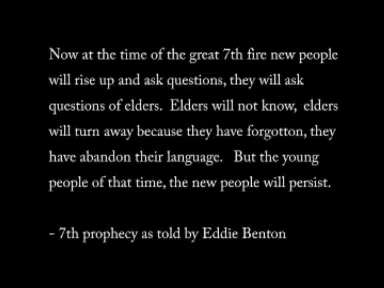 Now at the time of the great 7th fire new people
will rise up and ask questions, they will ask
questions of elders.  Elders will not know,  elders
will turn away because they have forgotton, they
have abandon their language.   But the young
people of that time, the new people will persist.

- 7th prophecy as told by Eddie Benton